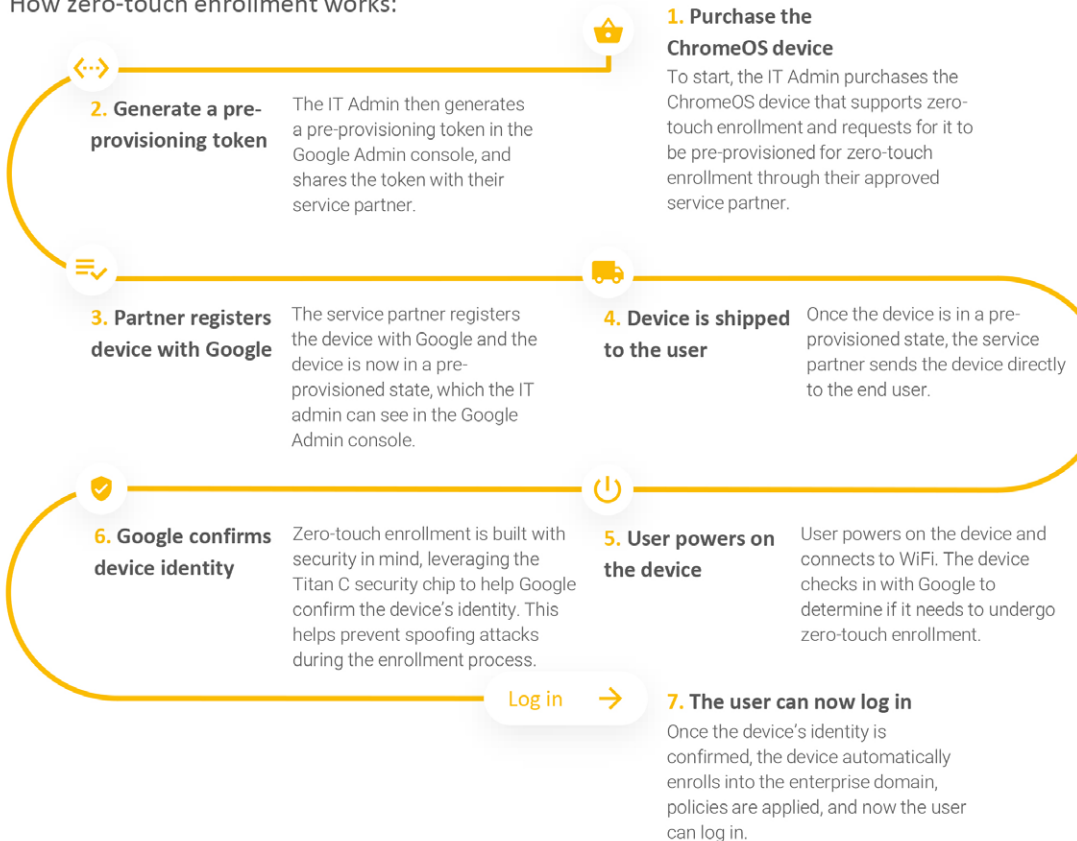 How zero-touch enrollment works:
1. Purchase the
ChromeOS device
To start, the IT Admin purchases the
ChromeOS device that supports zero-
touch enrollment and requests for it to
be pre-provisioned for zero-touch
enrollment through their approved
service partner.
2. Generate a pre-
provisioning token
The IT Admin then generates
a pre-provisioning token in the
Google Admin console, and
shares the token with their
service partner.
3. Partner registers
device with Google
The service partner registers
the device with Google and the
device is now in a pre-
provisioned state, which the IT
admin can see in the Google
Admin console.
4. Device is shipped
to the user
Once the device is in a pre-
provisioned state, the service
partner sends the device directly
to the end user.
5. User powers on
the device
User powers on the device and
connects to WiFi. The device
checks in with Google to
determine if it needs to undergo
zero-touch enrollment.
6. Google confirms
device identity
Zero-touch enrollment is built with
security in mind, leveraging the
Titan C security chip to help Google
confirm the device's identity. This
helps prevent spoofing attacks
during the enrollment process.
Log in
7. The user can now log in
Once the device's identity is
confirmed, the device automatically
enrolls into the enterprise domain,
policies are applied, and now the user
can log in.